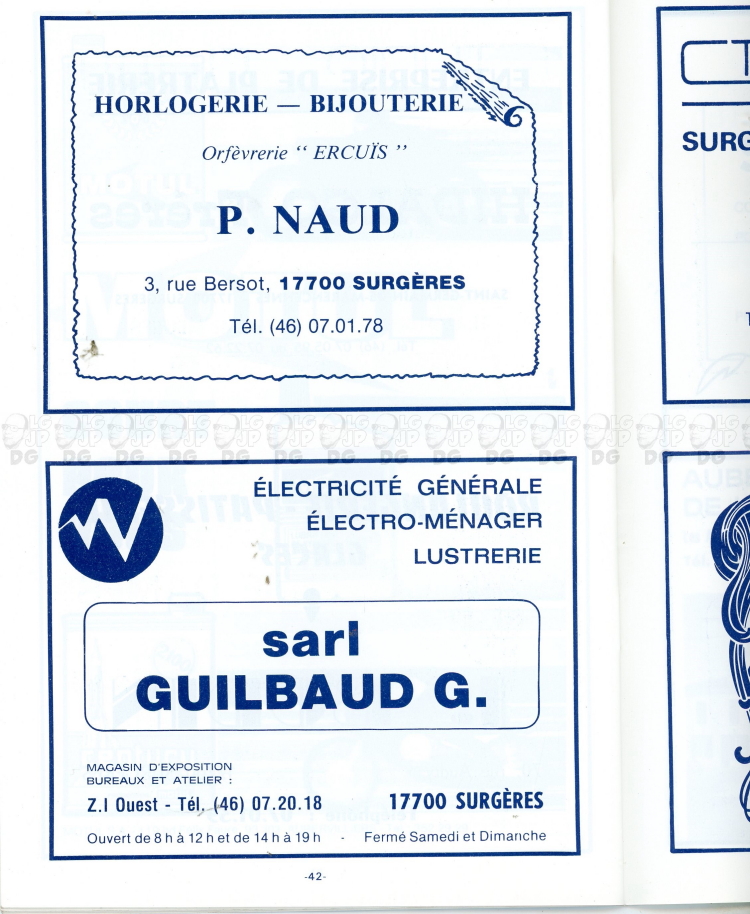 HORLOGERIE — BIJOUTERIE
Orfèvrerie “ ERCUÏS ”
P. NAUD
3, rue Bersot, 17700 SURGÈRES
Tél. (46) 07.01.78
ÉLECTRICITÉ GÉNÉRALE
ÉLECTRO-MÉNAGER
LUSTRERIE
sarl
GUILBAUD G.
MAGASIN D'EXPOSITION
BUREAUX ET ATELIER :
Z.I Ouest - Tél. (46) 07.20.18 17700 SURGÈRES
Ouvert de 8 h à 12 h et de 14 h à 19 h - Fermé Samedi et Dimanche
-42-